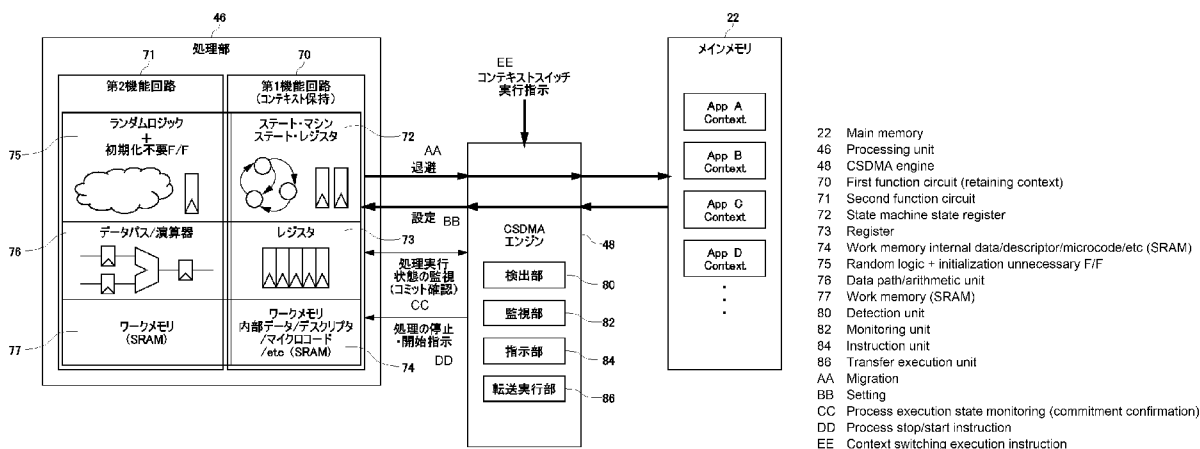 46
処理部
71
70
第2機能回路
第1機能回路
(コンテキスト保持)
ランダムロジック
+
初期化不要F/F
75
ステート・マシン
ステート・レジスタ
72
データパス/演算器
76
レジスタ
73
ワークメモリ
(SRAM)
77
ワークメモリ
内部データ/デスクリプタ
/マイクロコード
/etc (SRAM)
74
EE
コンテキストスイッチ
実行指示
AA
退避
設定
BB
処理実行
状態の監視
(コミット確認)
CC
処理の停止
・開始指示
DD
CSDMA
エンジン
48
検出部
80
監視部
82
指示部
84
転送実行部
86
22
メインメモリ
App A
Context
App B
Context
App C
Context
App D
Context
22 Main memory
46 Processing unit
48 CSDMA engine
70 First function circuit (retaining context)
71 Second function circuit
72 State machine state register
73 Register
74 Work memory internal data/descriptor/microcode/etc (SRAM)
75 Random logic + initialization unnecessary F/F
76 Data path/arithmetic unit
77 Work memory (SRAM)
80 Detection unit
82 Monitoring unit
84 Instruction unit
86 Transfer execution unit
AA Migration
BB Setting
CC Process execution state monitoring (commitment confirmation)
DD Process stop/start instruction
EE Context switching execution instruction